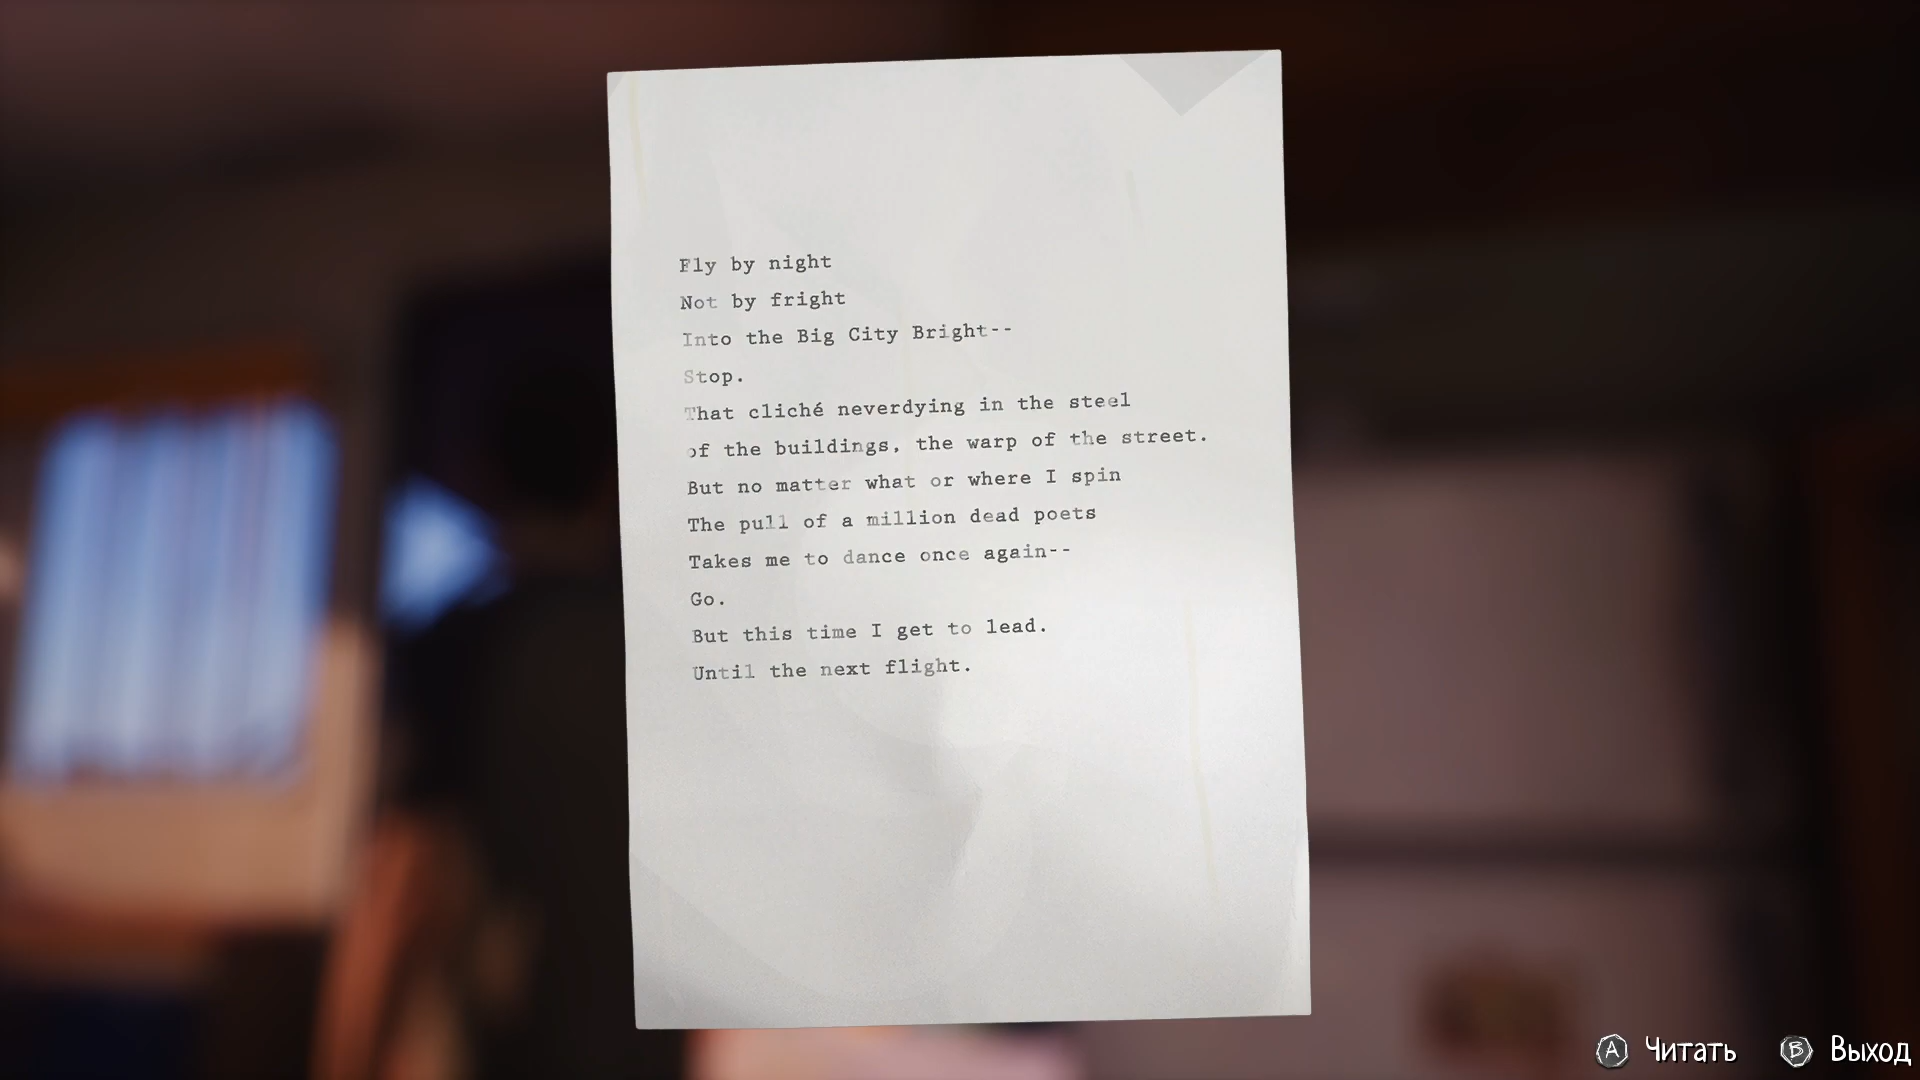 Fly by night
Not by fright
Into the Big City Bright--
Stop.
That cliché neverdying in the steel
of the buildings, the warp of the street.
But no matter what or where I spin
The pull of a million dead poets
Takes me to dance once again--
Go.
But this time I get to lead.
Until the next flight.
A Читать B Выход